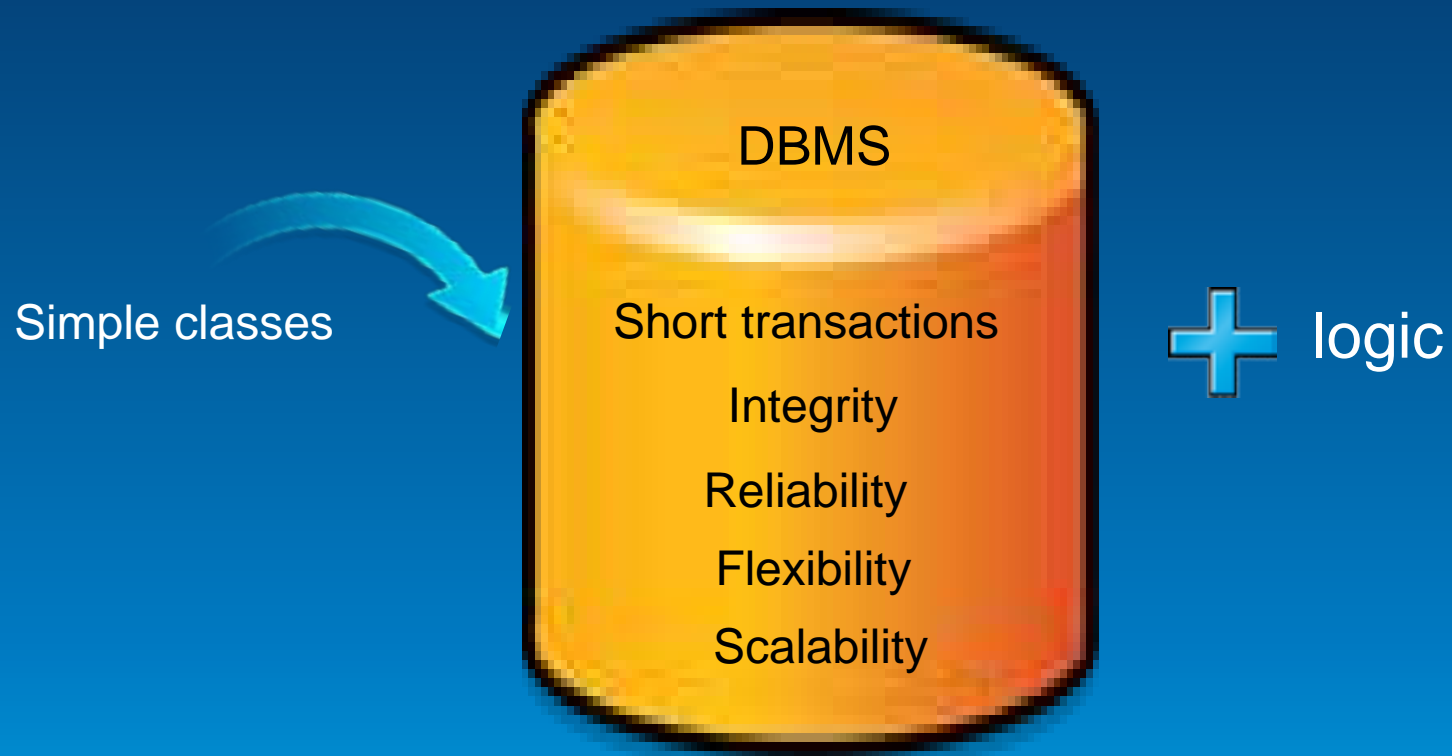 DBMS
Simple classes
Short transactions
logic
Integrity
Reliability
Flexibility
Scalability